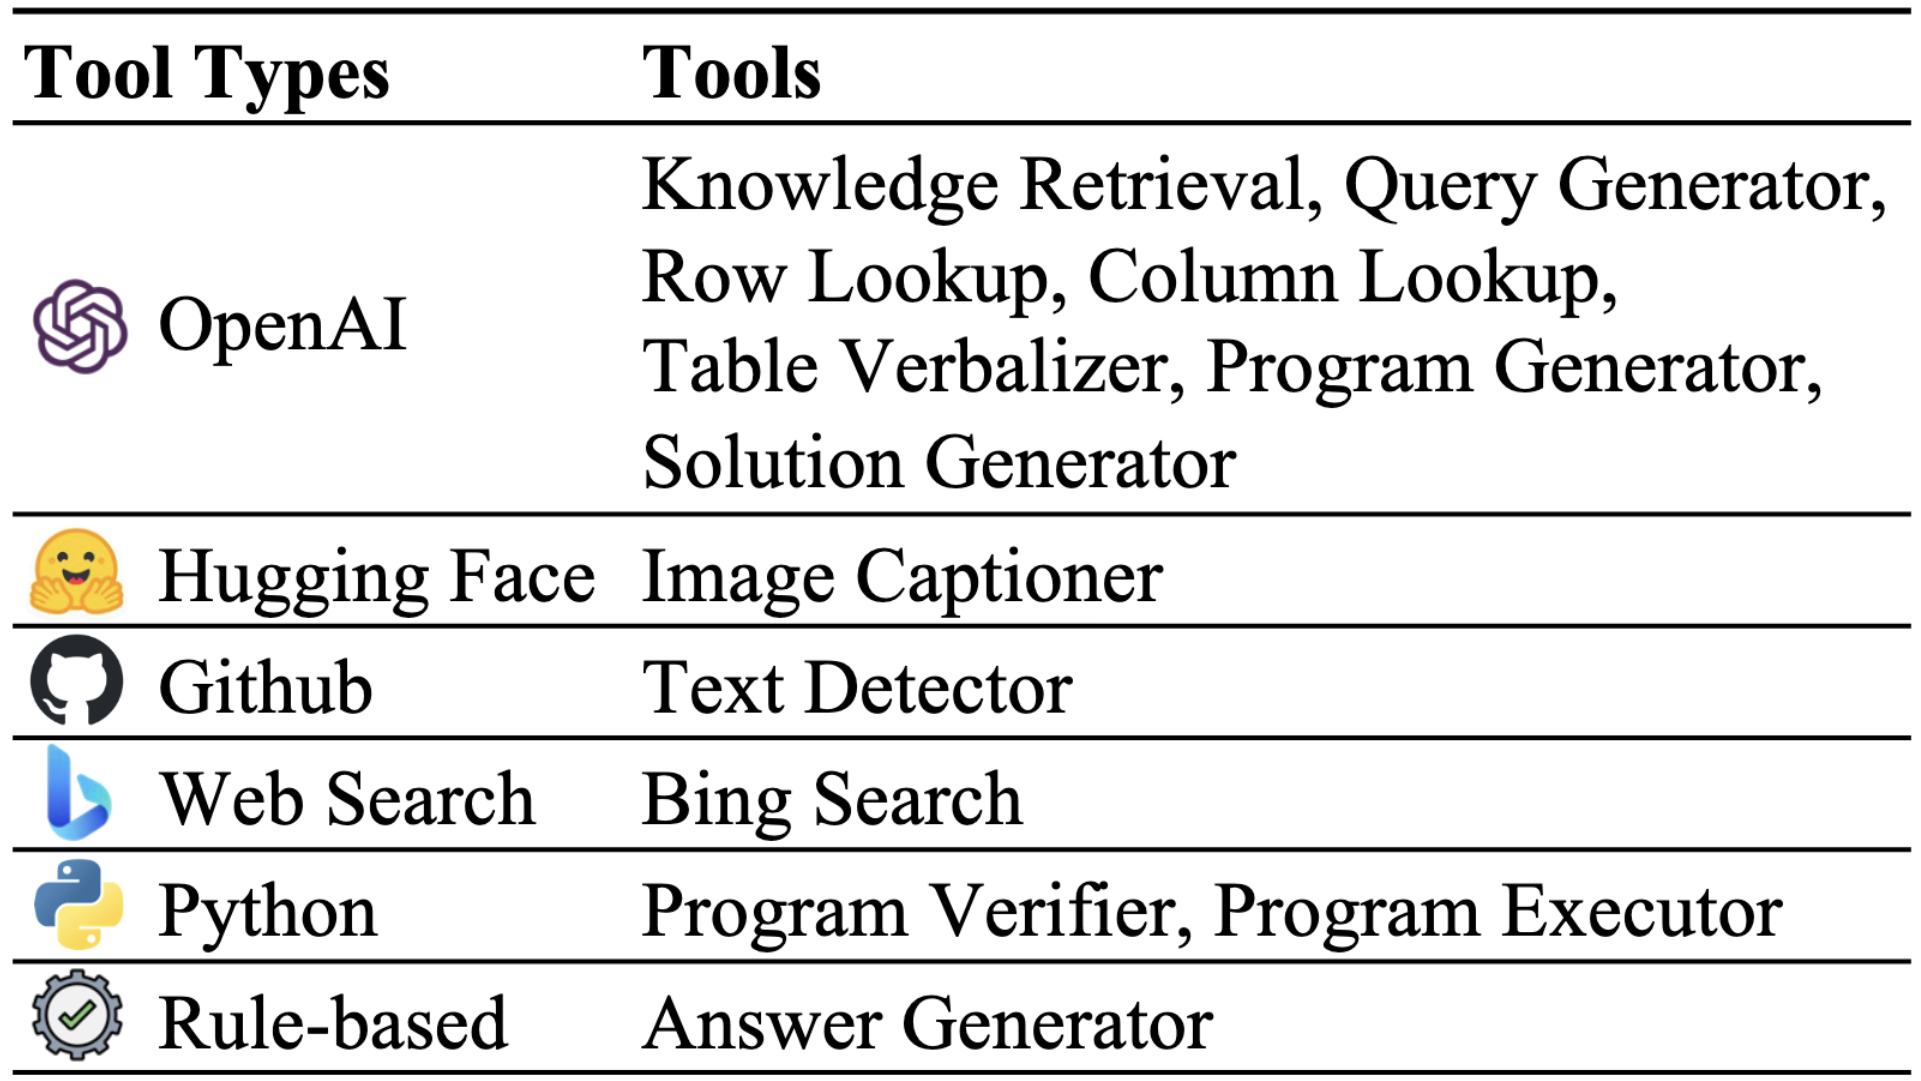 Tool Types Tools
Knowledge Retrieval, Query Generator,
Row Lookup, Column Lookup,
OpenAI
Table Verbalizer, Program Generator,
Solution Generator
Hugging Face Image Captioner
Github Text Detector
Web Search Bing Search
Python Program Verifier, Program Executor
Rule-based Answer Generator